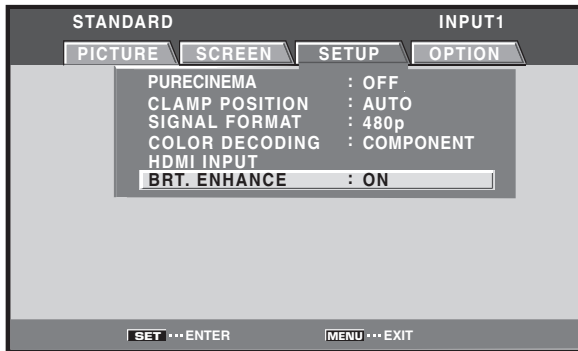 STANDARD INPUT1
PICTURE SCREEN SETUP OPTION
PURECINEMA : OFF
CLAMP POSITION : AUTO
SIGNAL FORMAT : 480p
COLOR DECODING : COMPONENT
HDMI INPUT
BRT. ENHANCE : ON
SET ··· ENTER MENU ··· EXIT